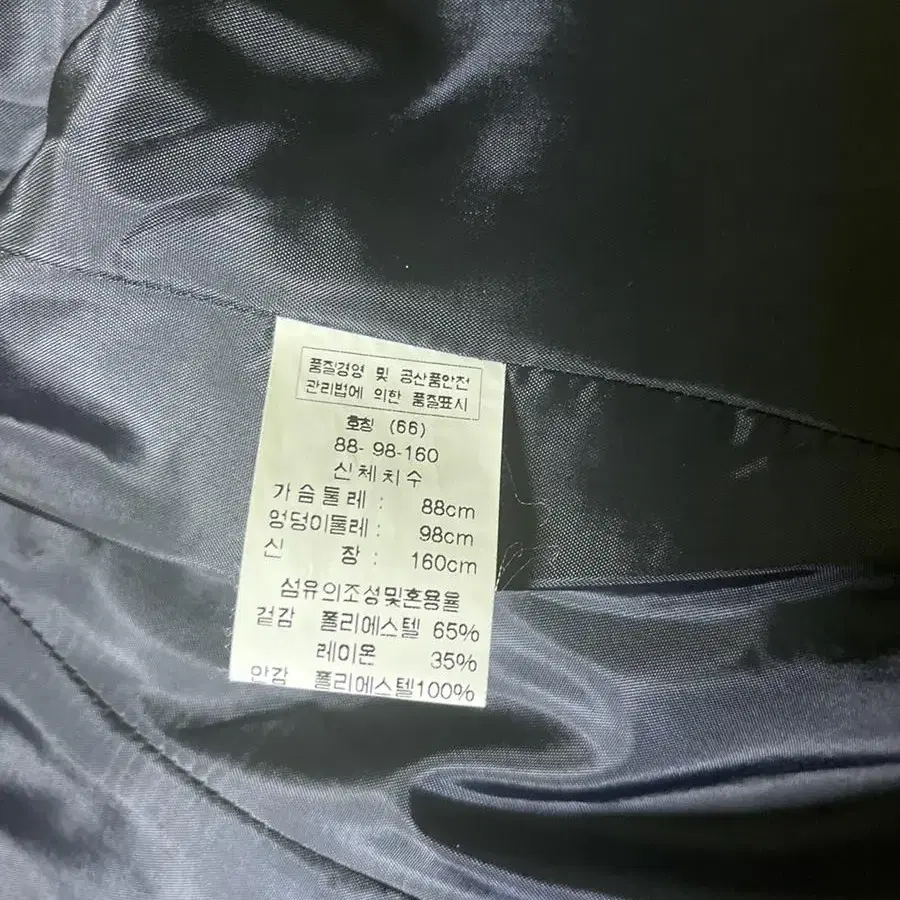 품질경영 및 공산품안전
관리법에 의한 품질표시
호칭 (66)
88- 98-160
신체치수
가슴둘레 : 88cm
엉덩이둘레 : 98cm
신 장 : 160cm
섬유의조성및혼용율
겉감 폴리에스텔 65%
레이온 35%
안감 폴리에스텔100%